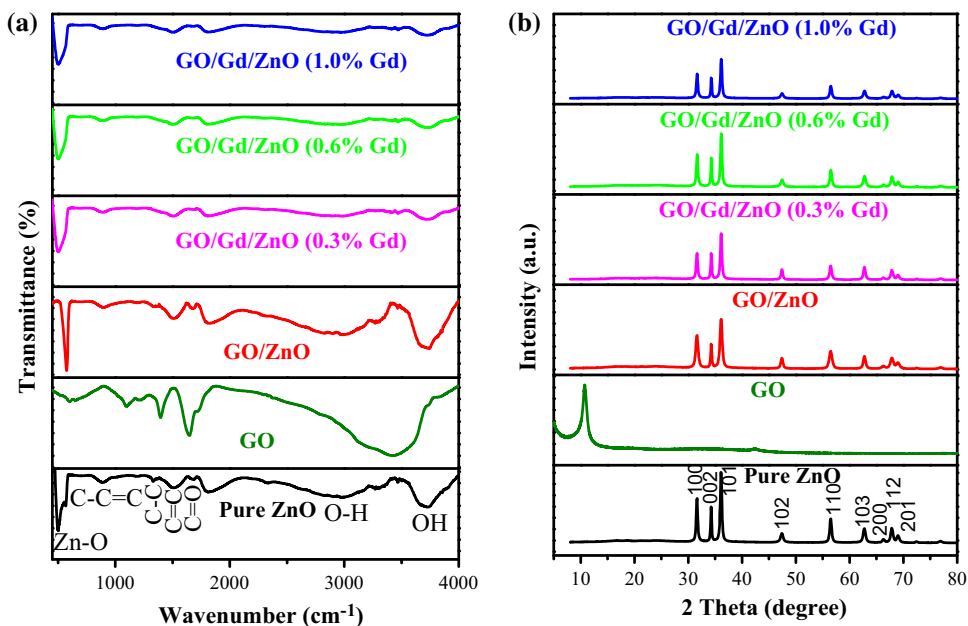 (a)
GO/Gd/ZnO (1.0% Gd)
GO/Gd/ZnO (0.6% Gd)
GO/Gd/ZnO (0.3% Gd)
GO/ZnO
GO
C-C=C
C-C
C=C
C=O
Pure ZnO
O-H
OH
Zn-O
Transmittance (%)
1000 2000 3000 4000
Wavenumber (cm⁻¹)
(b)
GO/Gd/ZnO (1.0% Gd)
GO/Gd/ZnO (0.6% Gd)
GO/Gd/ZnO (0.3% Gd)
GO/ZnO
GO
Pure ZnO
100
002
101
102
110
103
200
112
201
Intensity (a.u.)
10 20 30 40 50 60 70 80
2 Theta (degree)